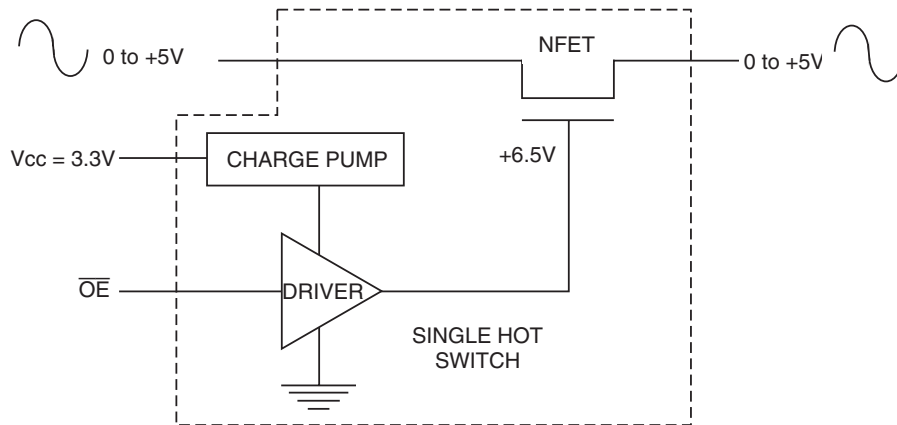 NFET
0 to +5V
0 to +5V
+6.5V
Vcc = 3.3V
CHARGE PUMP
OE
DRIVER
SINGLE HOT
SWITCH